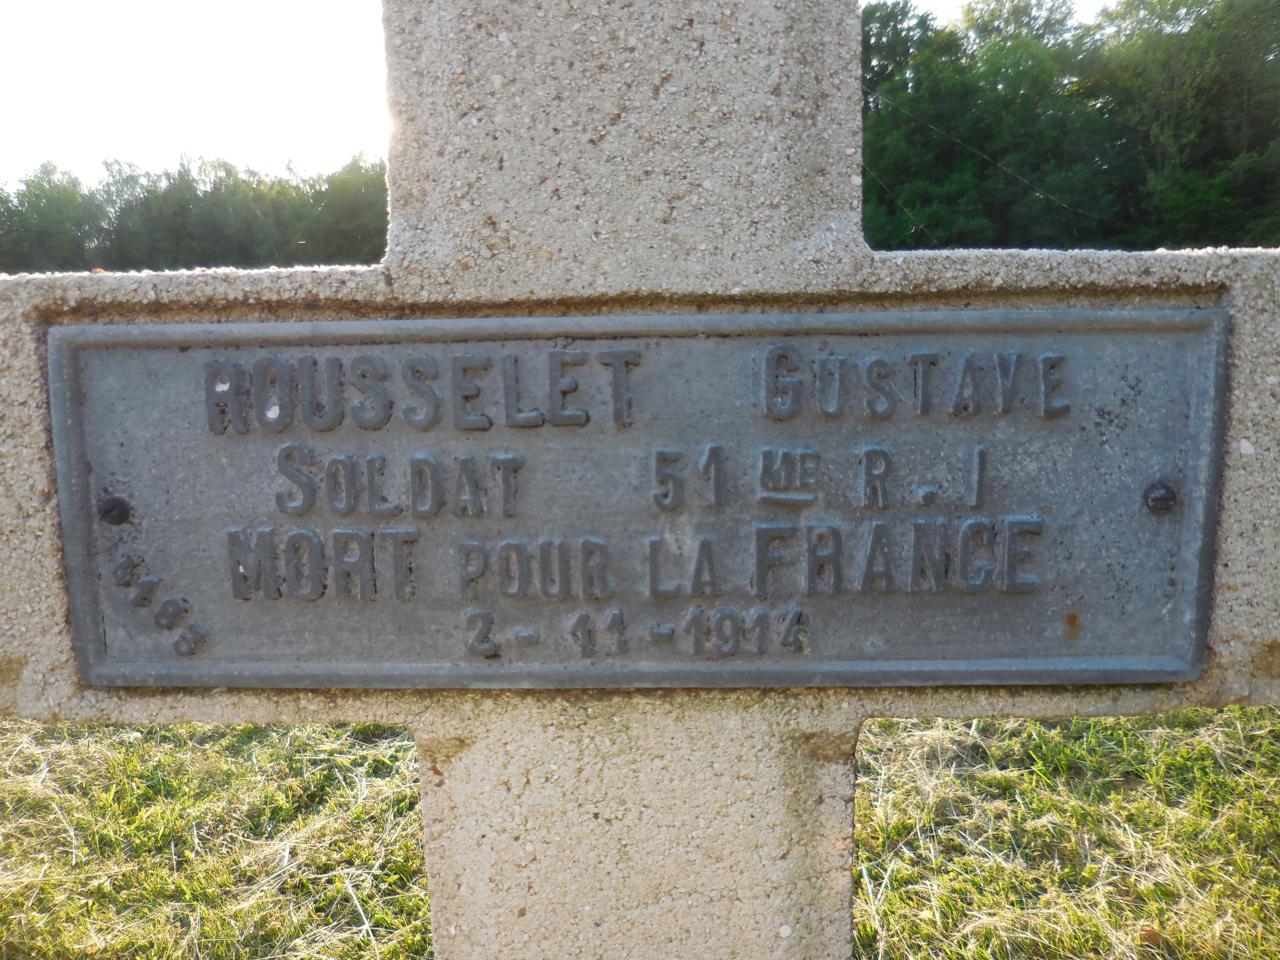 ROUSSELET GUSTAVE
SOLDAT 51ME R.I
MORT POUR LA FRANCE
2-11-1914